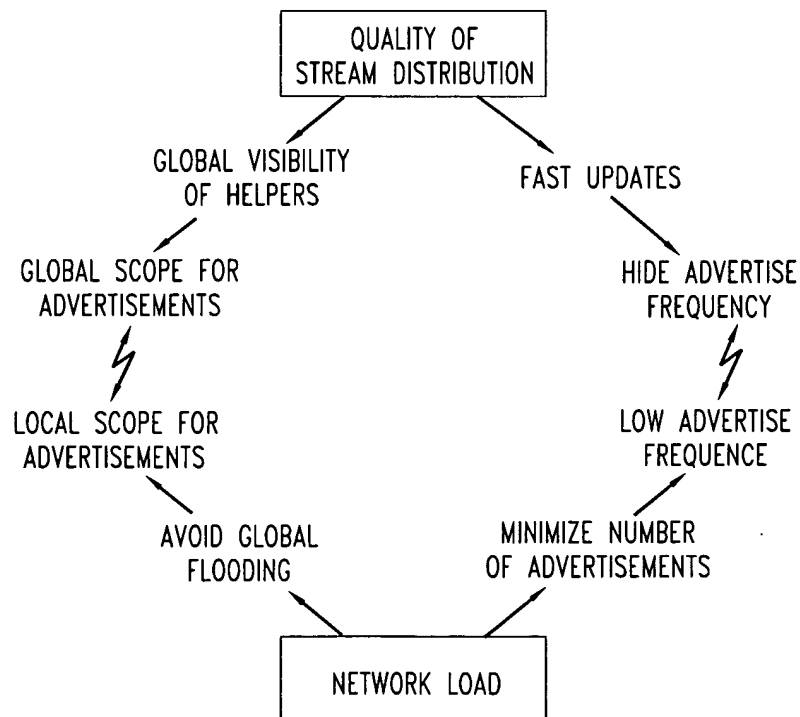 QUALITY OF
STREAM DISTRIBUTION
GLOBAL VISIBILITY
OF HELPERS
FAST UPDATES
GLOBAL SCOPE FOR
ADVERTISEMENTS
HIDE ADVERTISE
FREQUENCY
LOCAL SCOPE FOR
ADVERTISEMENTS
LOW ADVERTISE
FREQUENCE
AVOID GLOBAL
FLOODING
MINIMIZE NUMBER
OF ADVERTISEMENTS
NETWORK LOAD